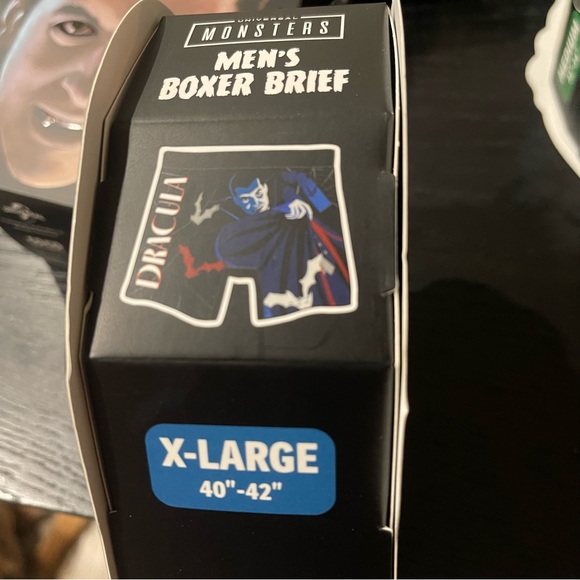 UNIVERSAL
MONSTERS
MEN'S
BOXER BRIEF
DRACULA
X-LARGE
40"-42"